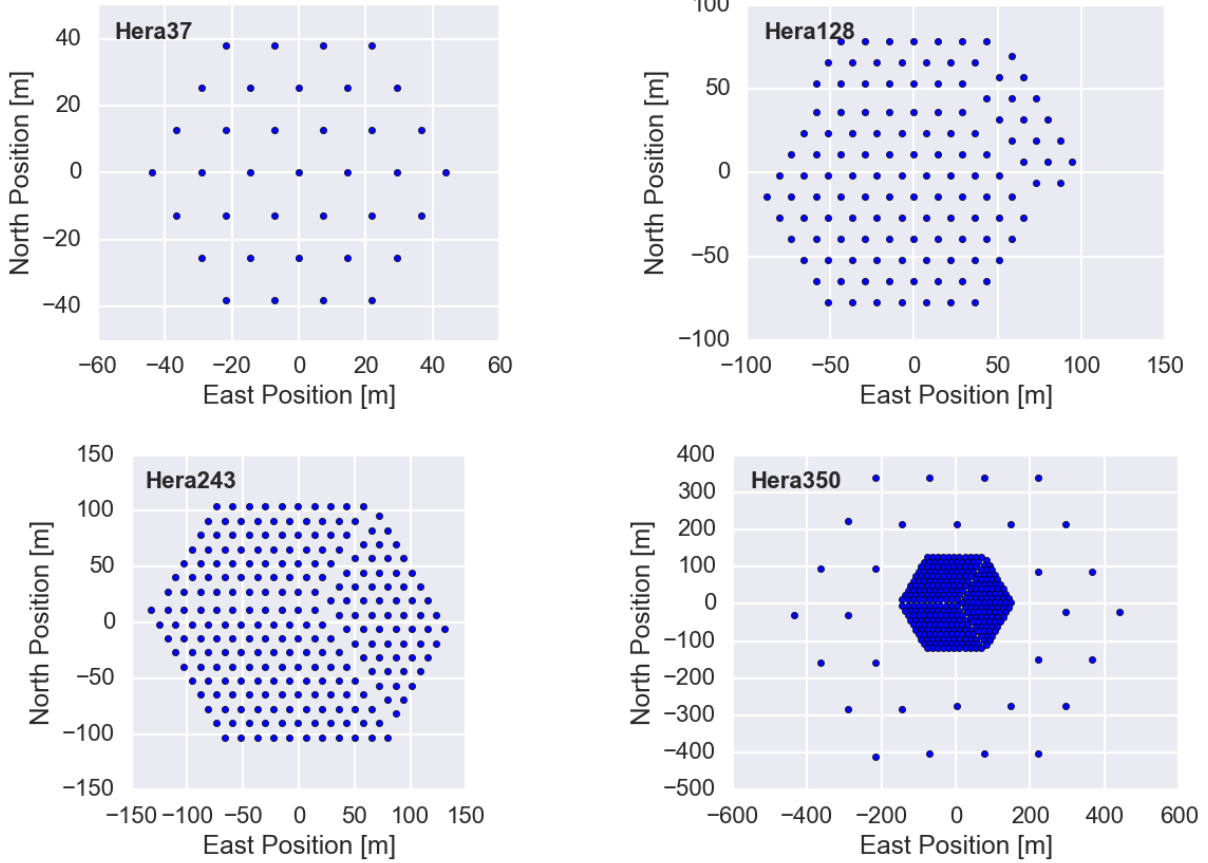 Hera37
40
20
0
−20
−40
−60 −40 −20 0 20 40 60
North Position [m]
East Position [m]
Hera128
100
50
0
−50
−100
−100 −50 0 50 100 150
North Position [m]
East Position [m]
Hera243
150
100
50
0
−50
−100
−150
−150 −100 −50 0 50 100 150
North Position [m]
East Position [m]
Hera350
400
300
200
100
0
−100
−200
−300
−400
−500
−600 −400 −200 0 200 400 600
North Position [m]
East Position [m]